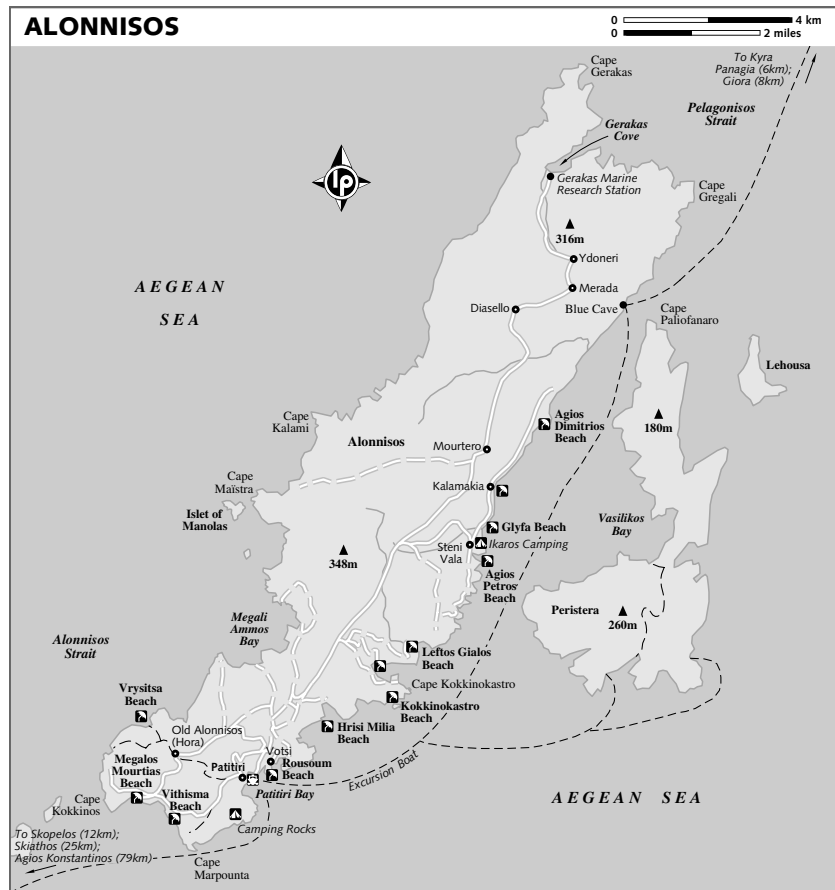 ALONNISOS
0 4 km
0 2 miles
To Kyra
Panagia (6km);
Giora (8km)
Cape
Gerakas
Pelagonisos
Strait
Gerakas
Cove
lp
Gerakas Marine
Research Station
Cape
Gregali
316m
Ydoneri
AEGEAN
SEA
Merada
Diasello
Blue Cave
Cape
Paliofanaro
Lehousa
Cape
Kalami
Agios
Dimitrios
Beach
180m
Alonnisos
Mourtero
Cape
Maïstra
Kalamakia
Islet of
Manolas
Glyfa Beach
Vasilikos
Bay
Steni
Vala
Ikaros Camping
348m
Agios
Petros
Beach
Peristera
260m
Megali
Ammos
Bay
Alonnisos
Strait
Leftos Gialos
Beach
Cape Kokkinokastro
Vrysitsa
Beach
Kokkinokastro
Beach
Hrisi Milia
Beach
Old Alonnisos
(Hora)
Votsi
Megalos
Mourtias
Beach
Patitiri
Rousoum
Beach
Excursion Boat
Patitiri Bay
AEGEAN SEA
Cape
Kokkinos
Vithisma
Beach
Camping Rocks
To Skopelos (12km);
Skiathos (25km);
Agios Konstantinos (79km)
Cape
Marpounta